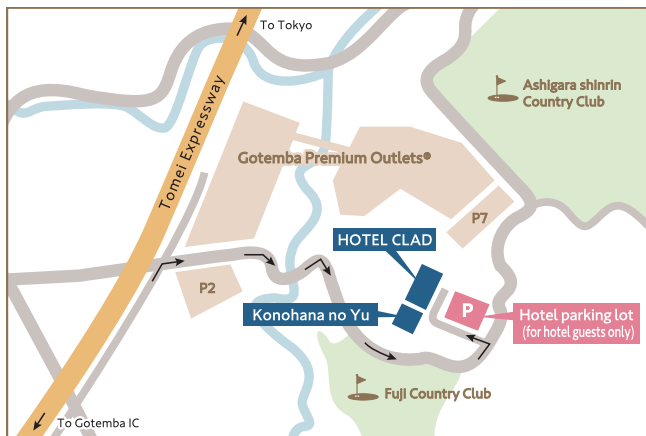 To Tokyo
Tomei Expressway
Ashigara shinrin
Country Club
Gotemba Premium Outlets®
P7
HOTEL CLAD
P2
Konohana no Yu
P
Hotel parking lot
(for hotel guests only)
Fuji Country Club
To Gotemba IC